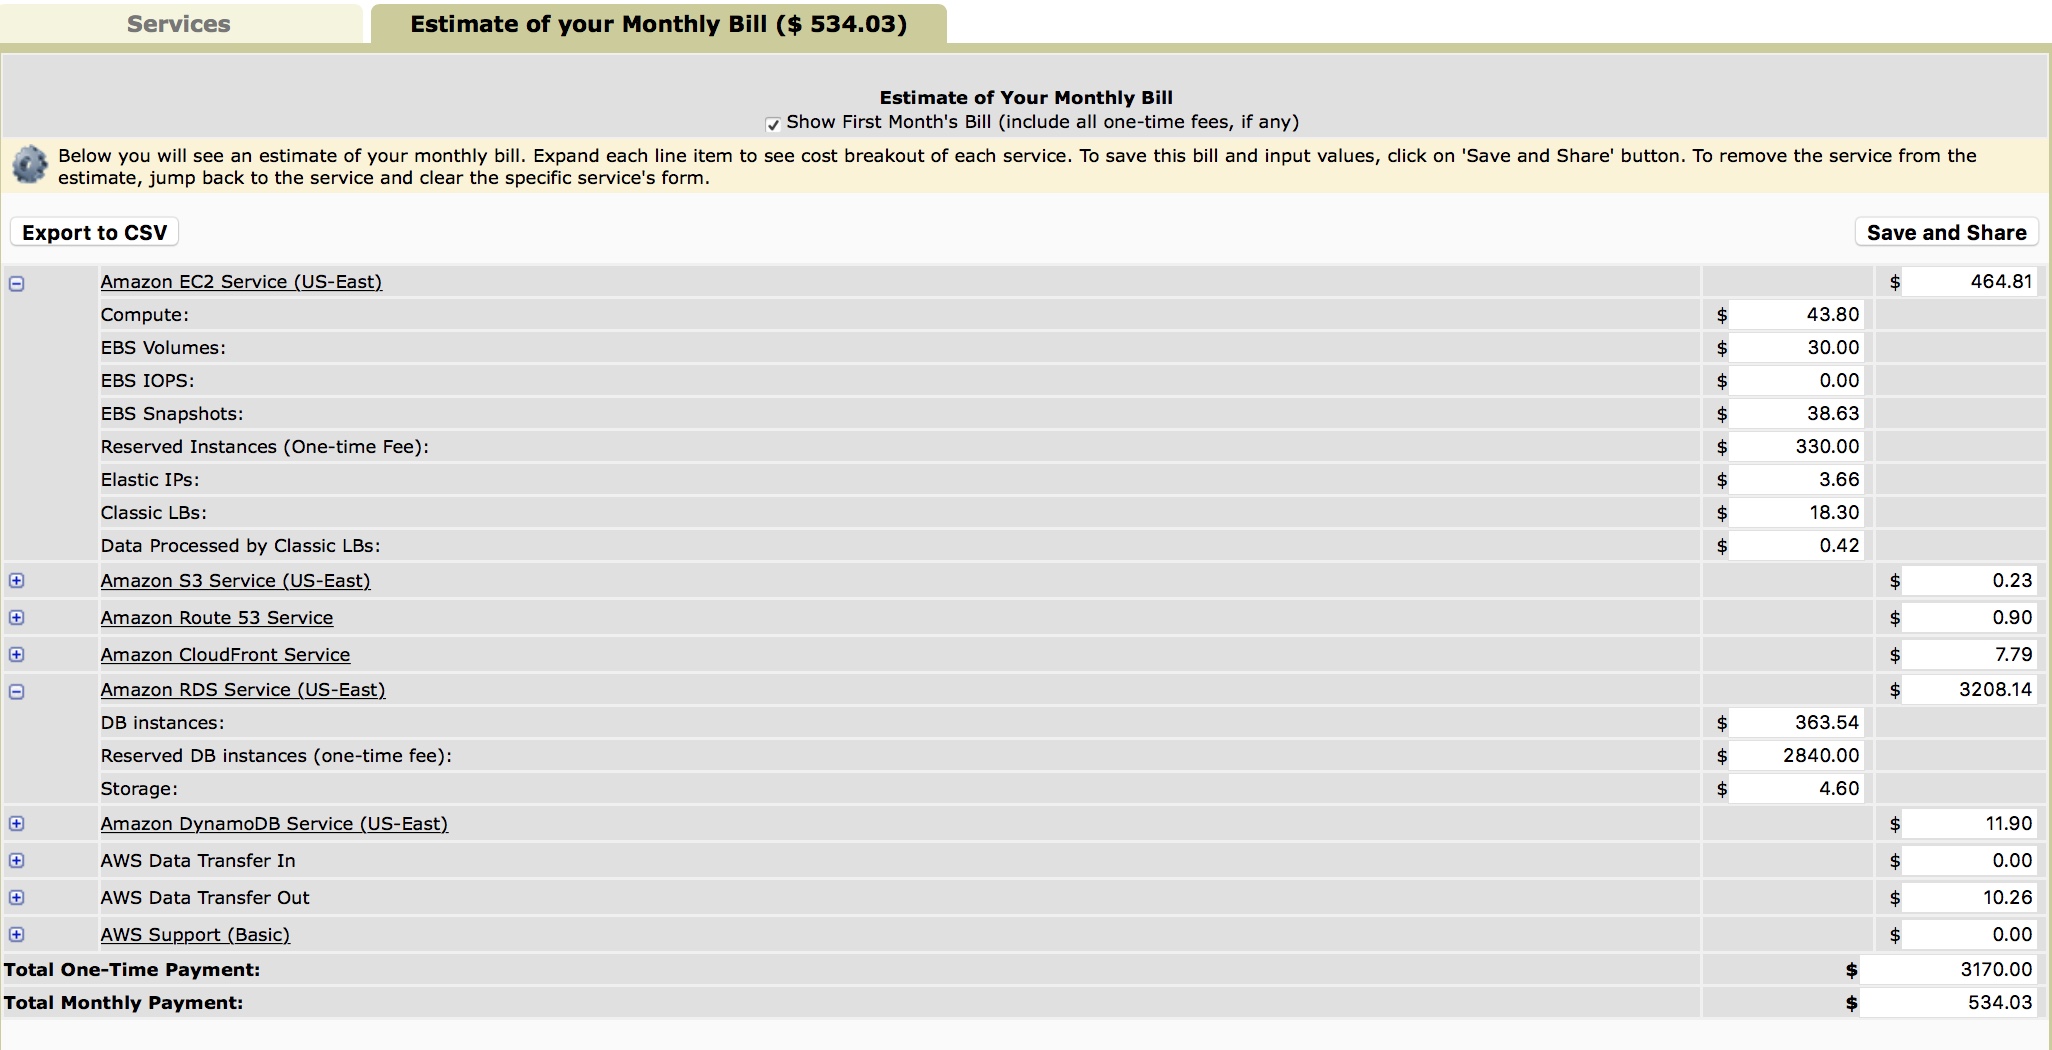 Services
Estimate of your Monthly Bill ($ 534.03)
Estimate of Your Monthly Bill
Show First Month's Bill (include all one-time fees, if any)
Below you will see an estimate of your monthly bill. Expand each line item to see cost breakout of each service. To save this bill and input values, click on 'Save and Share' button. To remove the service from the
estimate, jump back to the service and clear the specific service's form.
Export to CSV
Save and Share
Amazon EC2 Service (US-East) $ 464.81
Compute: $ 43.80
EBS Volumes: $ 30.00
EBS IOPS: $ 0.00
EBS Snapshots: $ 38.63
Reserved Instances (One-time Fee): $ 330.00
Elastic IPs: $ 3.66
Classic LBs: $ 18.30
Data Processed by Classic LBs: $ 0.42
Amazon S3 Service (US-East) $ 0.23
Amazon Route 53 Service $ 0.90
Amazon CloudFront Service $ 7.79
Amazon RDS Service (US-East) $ 3208.14
DB instances: $ 363.54
Reserved DB instances (one-time fee): $ 2840.00
Storage: $ 4.60
Amazon DynamoDB Service (US-East) $ 11.90
AWS Data Transfer In $ 0.00
AWS Data Transfer Out $ 10.26
AWS Support (Basic) $ 0.00
Total One-Time Payment: $ 3170.00
Total Monthly Payment: $ 534.03